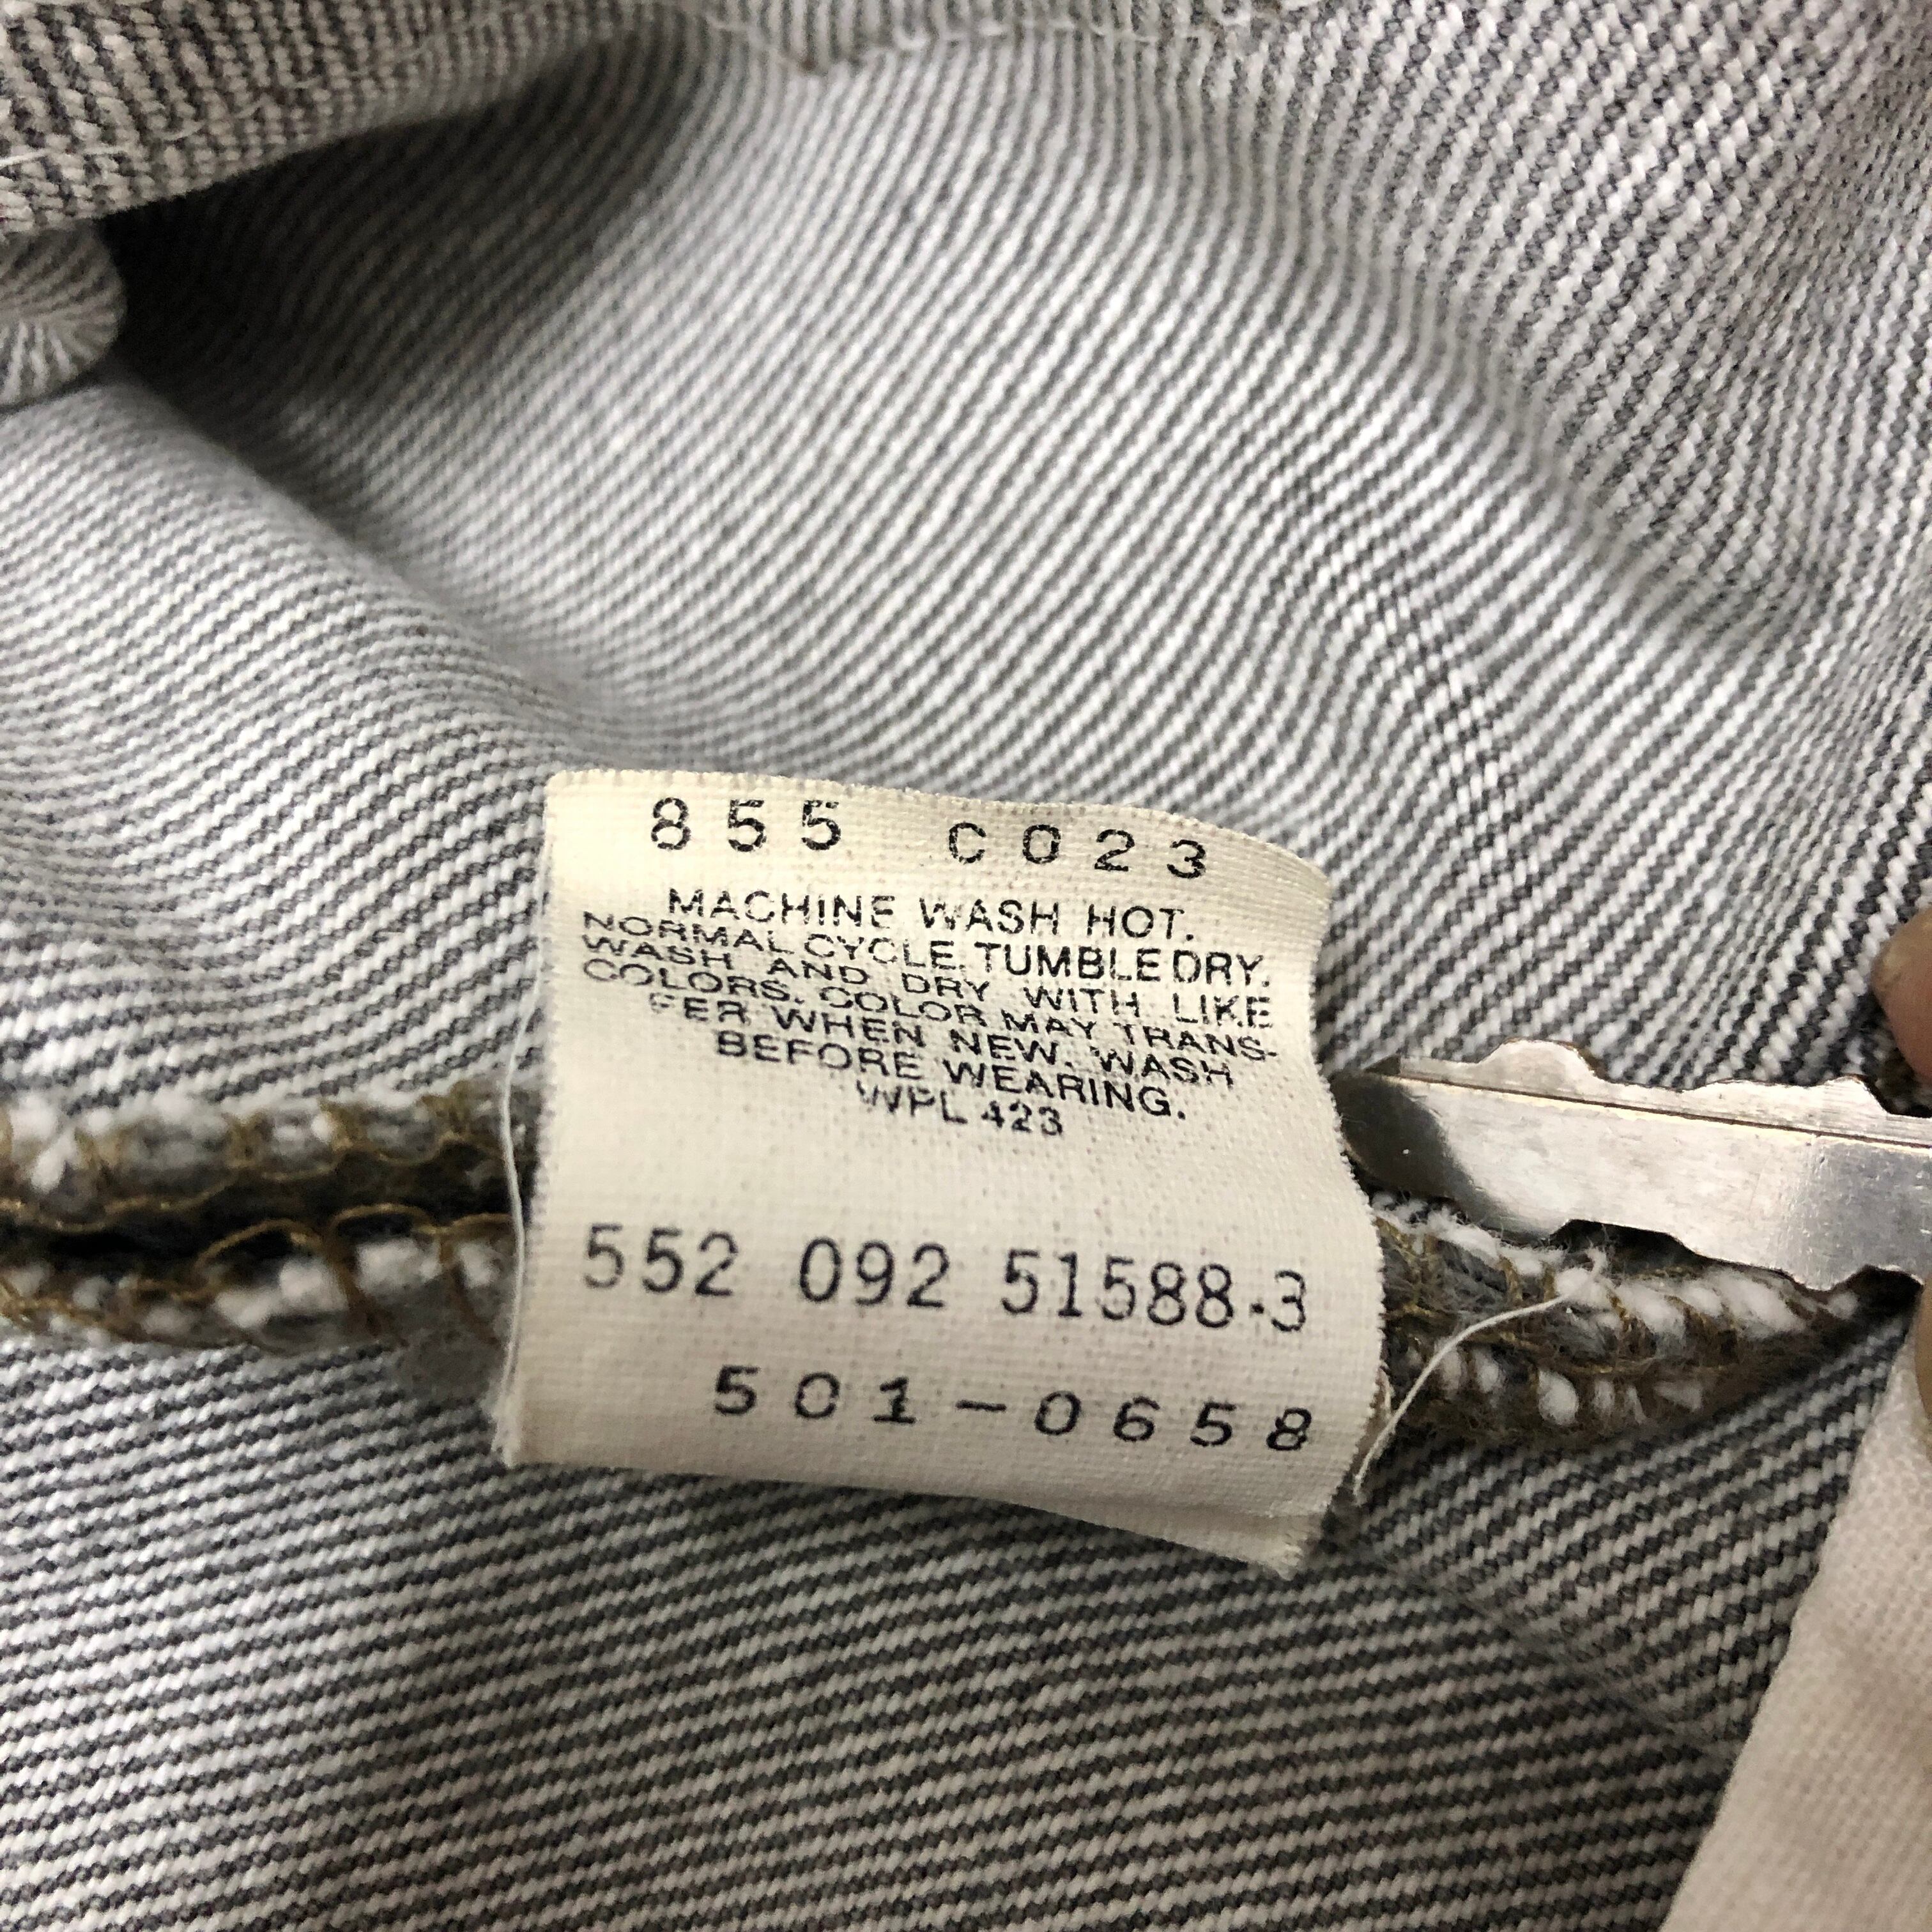 855 C023
MACHINE WASH HOT.
NORMAL CYCLE. TUMBLE DRY.
WASH AND DRY WITH LIKE
COLORS. COLOR MAY TRANS-
FER WHEN NEW. WASH
BEFORE WEARING.
WPL 423
552 092 51588-3
501-0658